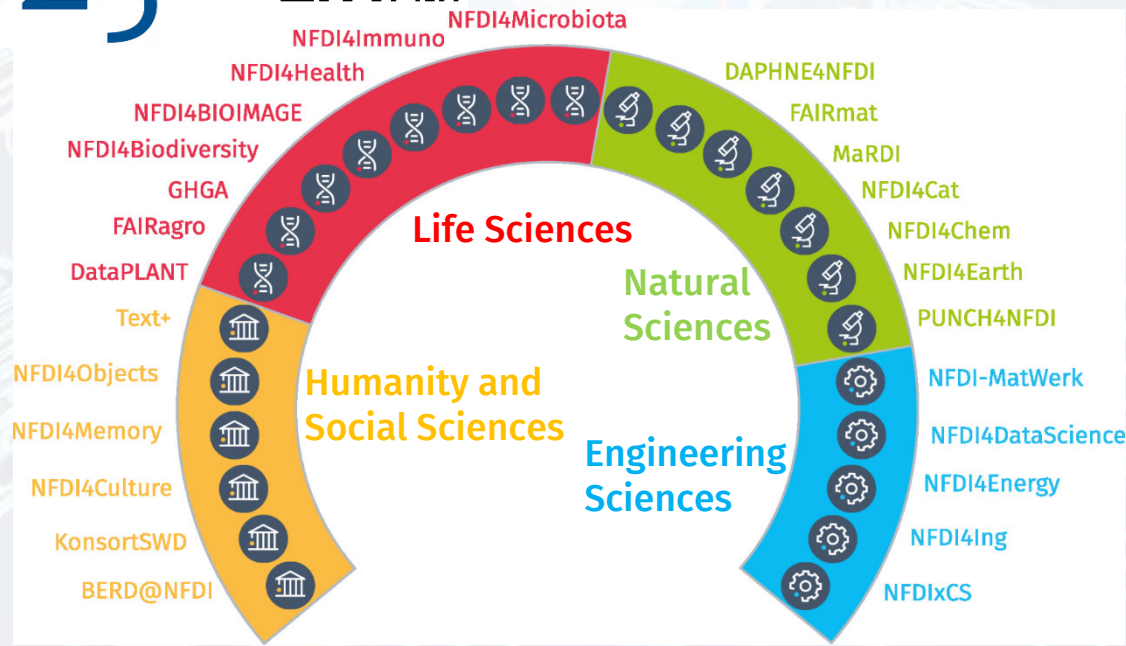 NFDI4Microbiota
NFDI4Immuno
NFDI4Health
NFDI4BIOIMAGE
NFDI4Biodiversity
GHGA
FAIRagro
DataPLANT
Text+
NFDI4Objects
NFDI4Memory
NFDI4Culture
KonsortSWD
BERD@NFDI
DAPHNE4NFDI
FAIRmat
MaRDI
NFDI4Cat
NFDI4Chem
NFDI4Earth
PUNCH4NFDI
NFDI-MatWerk
NFDI4DataScience
NFDI4Energy
NFDI4Ing
NFDIxCS
Life Sciences
Natural
Sciences
Humanity and
Social Sciences
Engineering
Sciences